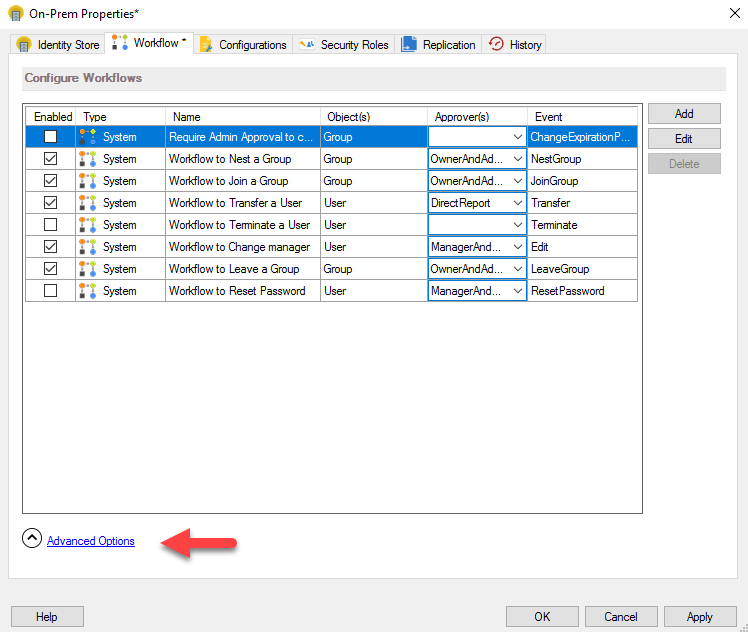 On-Prem Properties*
Identity Store Workflow * Configurations Security Roles Replication History
Configure Workflows
Enabled Type Name Object(s) Approver(s) Event
System Require Admin Approval to c... Group ChangeExpirationP...
System Workflow to Nest a Group Group OwnerAndAd... NestGroup
System Workflow to Join a Group Group OwnerAndAd... JoinGroup
System Workflow to Transfer a User User DirectReport Transfer
System Workflow to Terminate a User User Terminate
System Workflow to Change manager User ManagerAnd... Edit
System Workflow to Leave a Group Group OwnerAndAd... LeaveGroup
System Workflow to Reset Password User ManagerAnd... ResetPassword
Add
Edit
Delete
Advanced Options
Help OK Cancel Apply